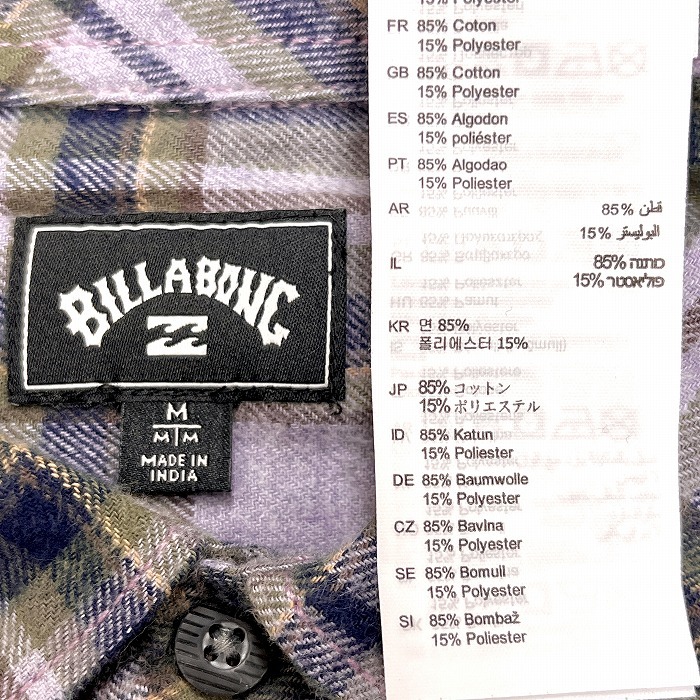 BILLABONG
M
M M
MADE IN
INDIA
Polyester
FR 85% Coton
15% Polyester
GB 85% Cotton
15% Polyester
ES 85% Algodon
15% poliéster
PT 85% Algodao
15% Poliester
AR 85% قطن
15% البوليستر
IL 85% כותנה
15% פוליאסטר
KR 면 85%
폴리에스터 15%
JP 85% コットン
15% ポリエステル
ID 85% Katun
15% Poliester
DE 85% Baumwolle
15% Polyester
CZ 85% Bavlna
15% Polyester
SE 85% Bomull
15% Polyester
SI 85% Bombaž
15% Poliester